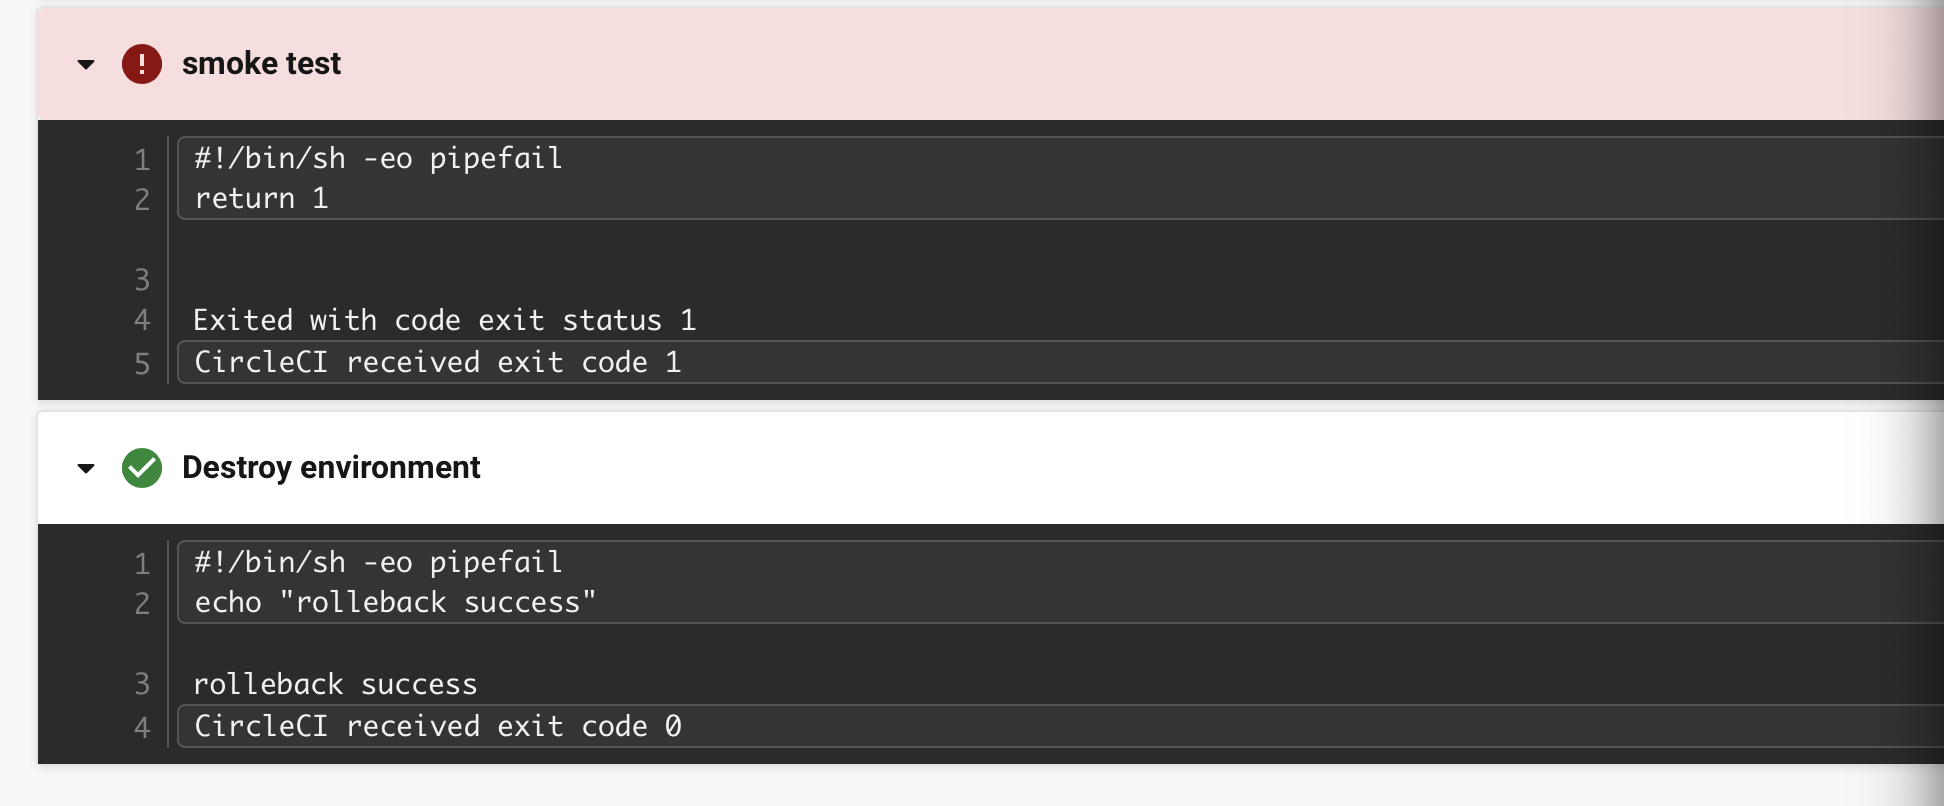 smoke test
1 #!/bin/sh -eo pipefail
2 return 1
3
4 Exited with code exit status 1
5 CircleCI received exit code 1
Destroy environment
1 #!/bin/sh -eo pipefail
2 echo "rolleback success"
3 rolleback success
4 CircleCI received exit code 0